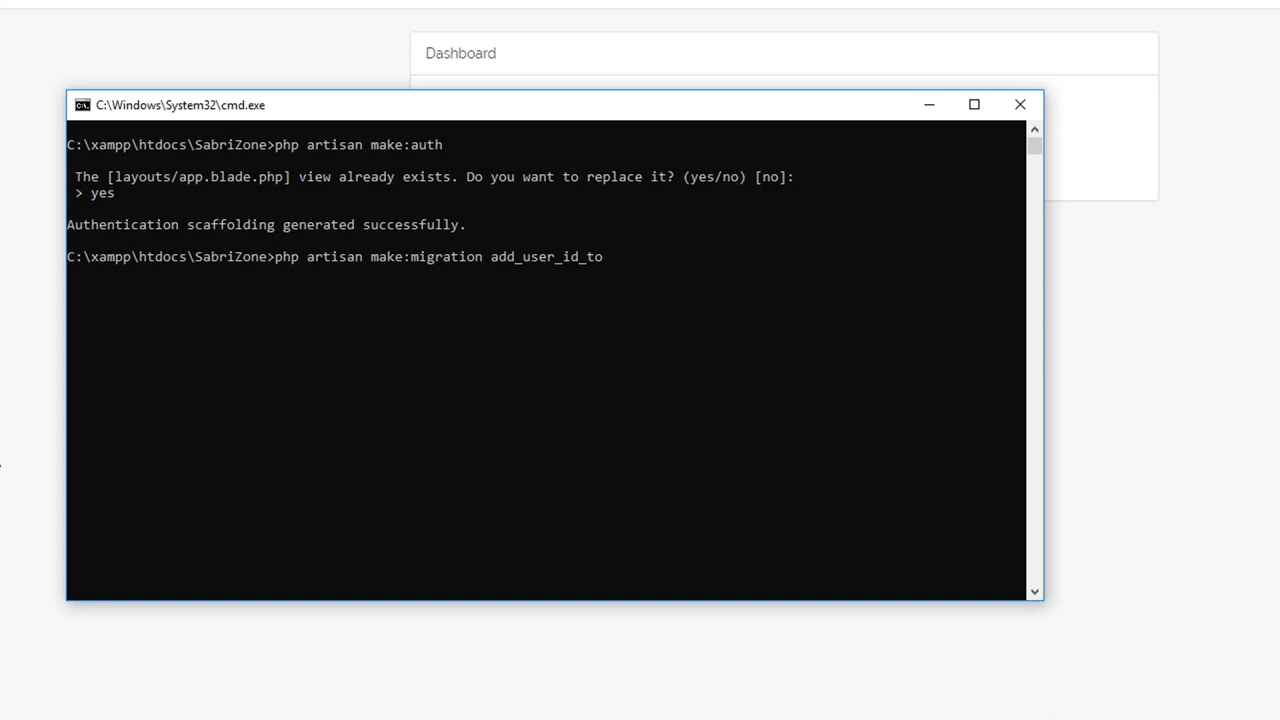 Dashboard
C:\Windows\System32\cmd.exe
C:\xampp\htdocs\SabriZone>php artisan make:auth
The [layouts/app.blade.php] view already exists. Do you want to replace it? (yes/no) [no]:
> yes
Authentication scaffolding generated successfully.
C:\xampp\htdocs\SabriZone>php artisan make:migration add_user_id_to